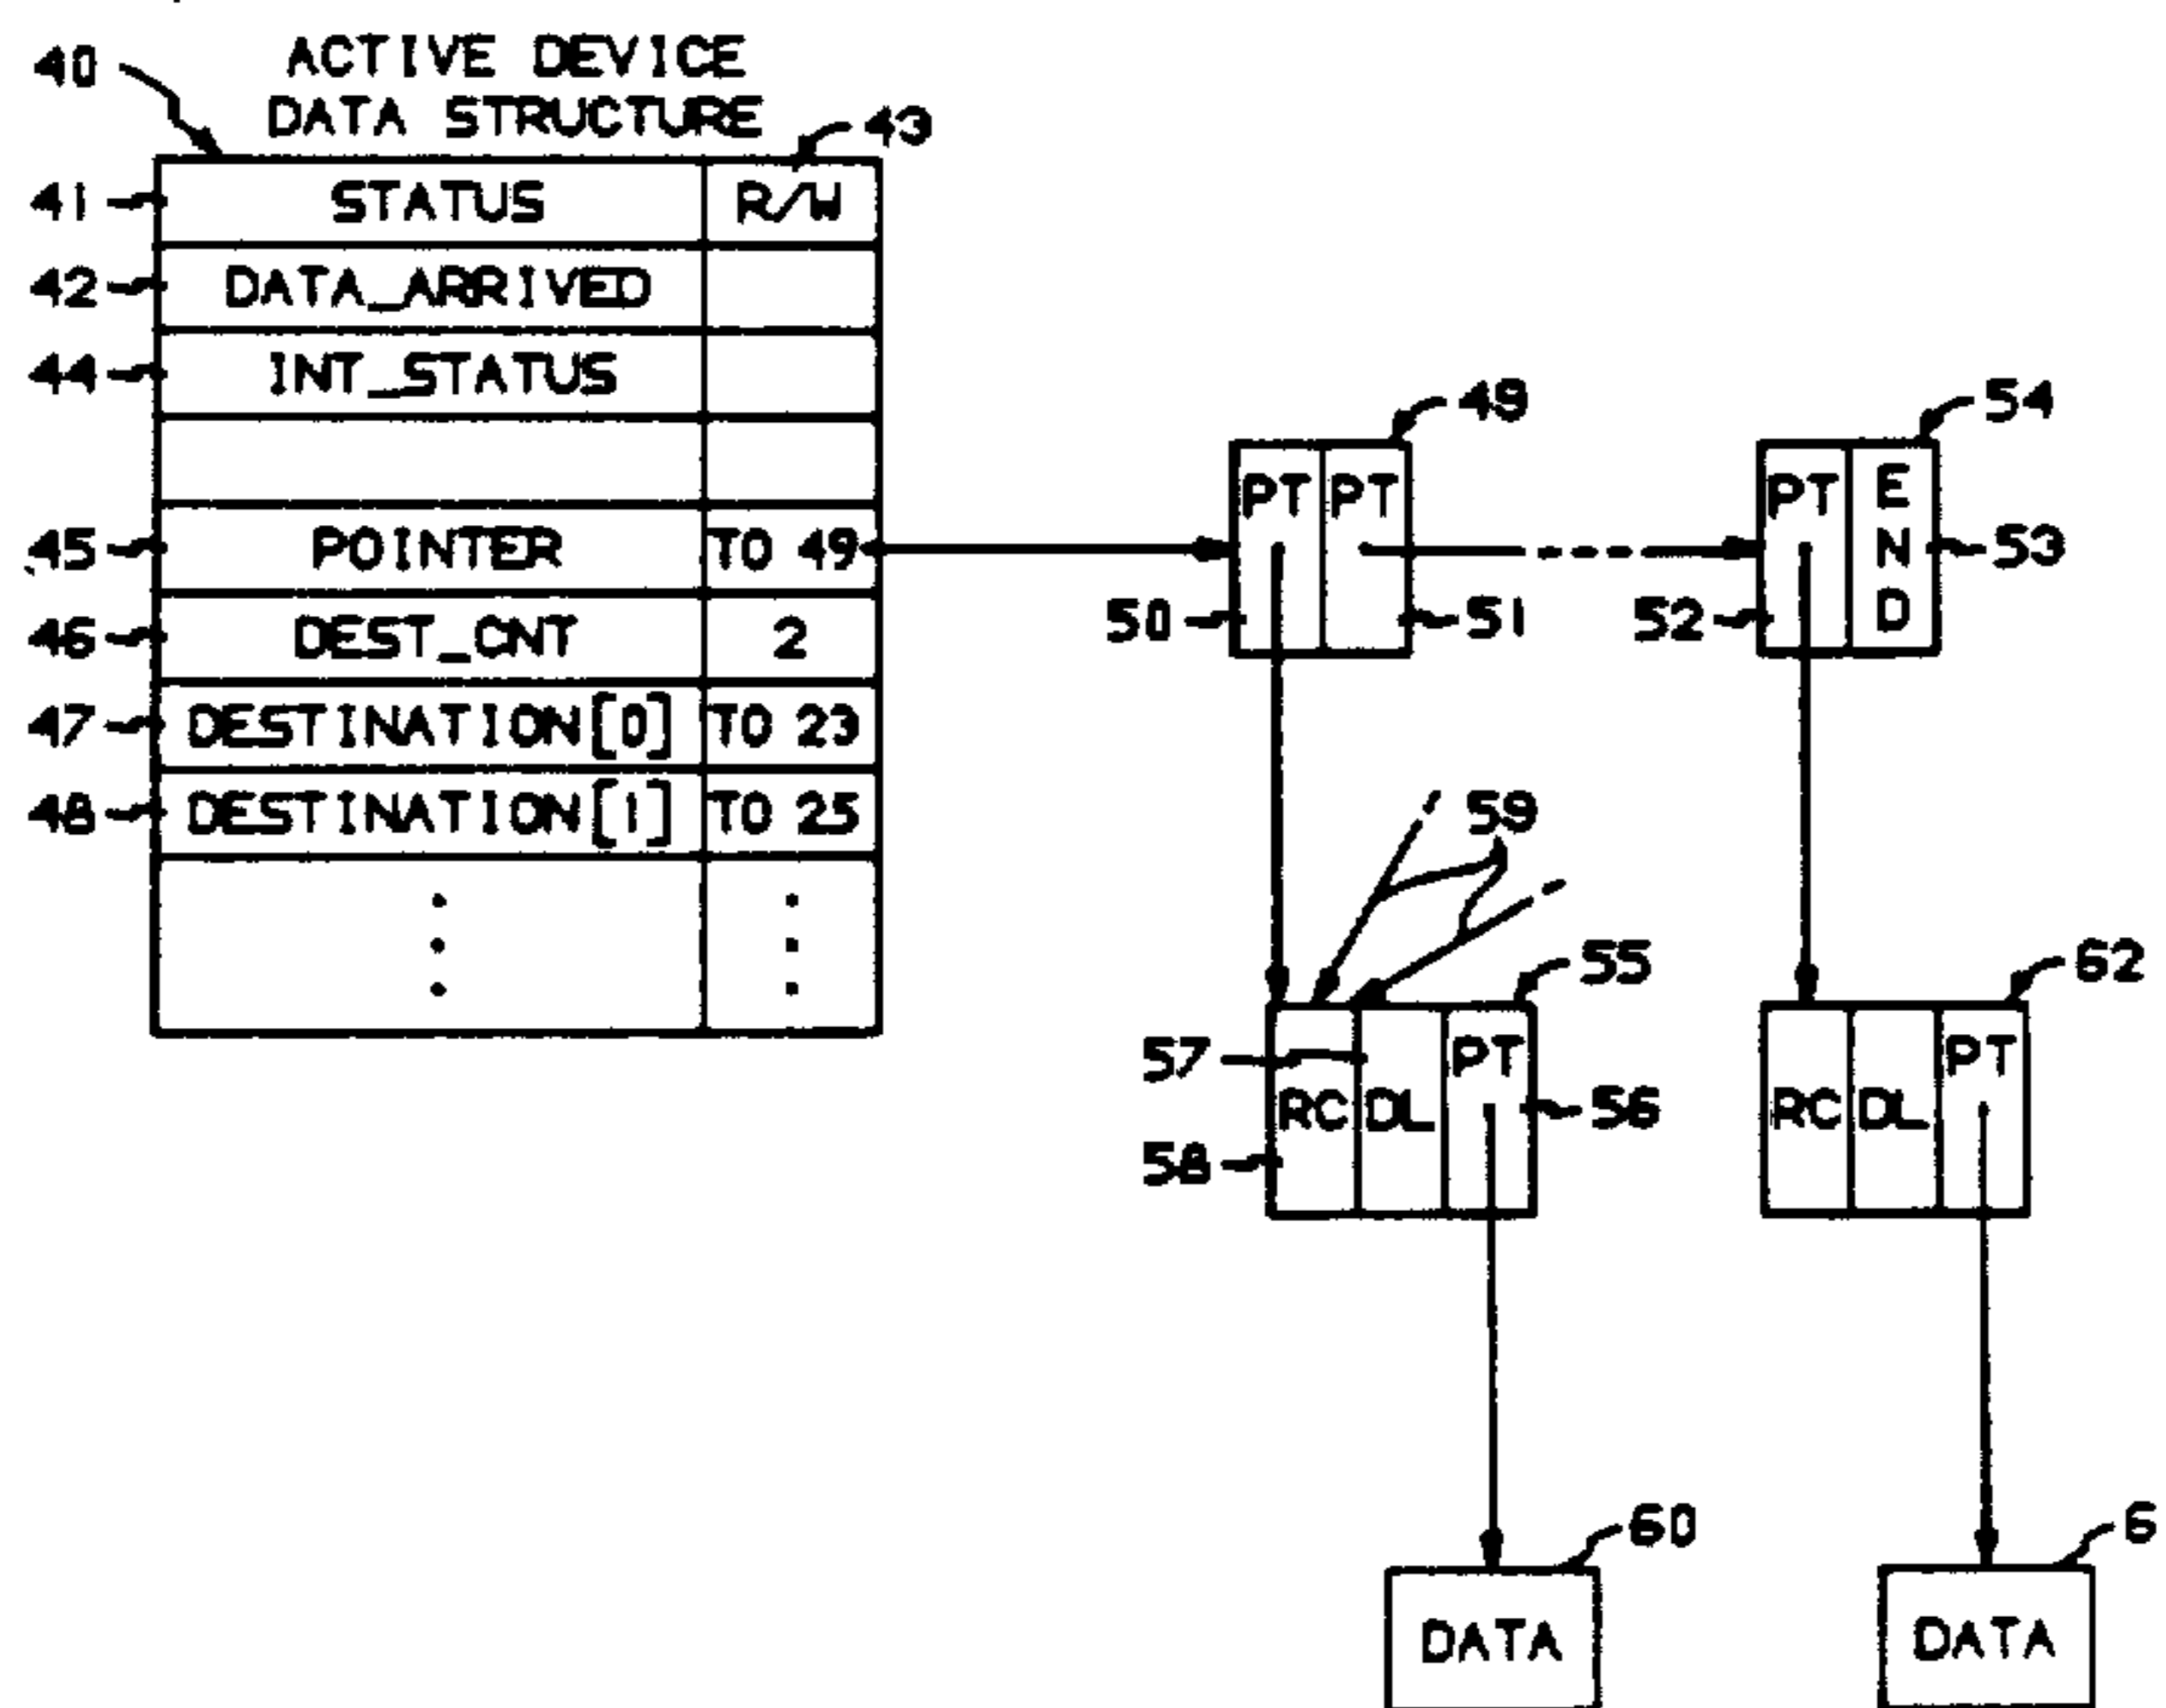 40
ACTIVE DEVICE
DATA STRUCTURE
43
41 STATUS R/W
42 DATA_ARRIVED
44 INT_STATUS
45 POINTER TO 49
46 DEST_CNT 2
47 DESTINATION[0] TO 23
48 DESTINATION[1] TO 25
49
PT PT
50
51
54
PT END
52
53
59
55
57
RC DL PT
56
58
62
RC DL PT
60
DATA
6
DATA